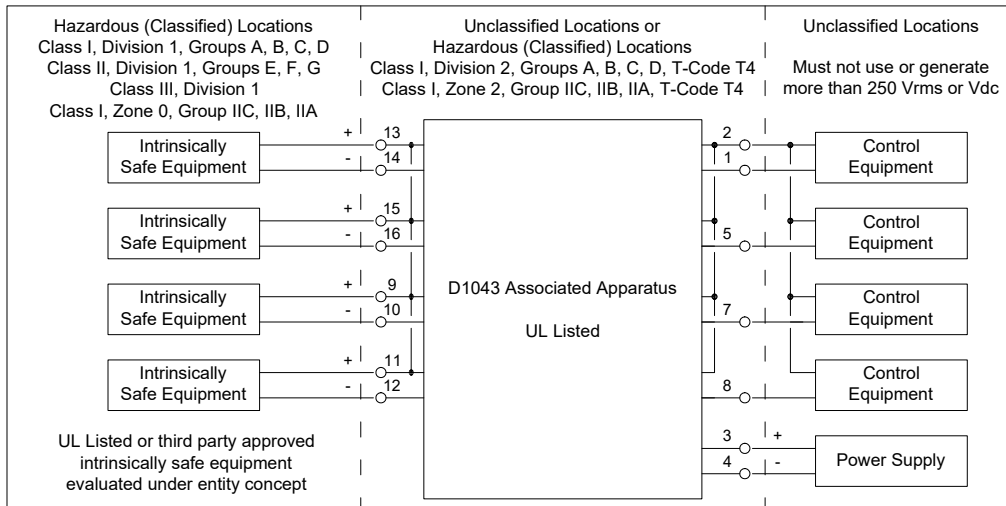 Hazardous (Classified) Locations
Class I, Division 1, Groups A, B, C, D
Class II, Division 1, Groups E, F, G
Class III, Division 1
Class I, Zone 0, Group IIC, IIB, IIA
Unclassified Locations or
Hazardous (Classified) Locations
Class I, Division 2, Groups A, B, C, D, T-Code T4
Class I, Zone 2, Group IIC, IIB, IIA, T-Code T4
Unclassified Locations
Must not use or generate
more than 250 Vrms or Vdc
Intrinsically
Safe Equipment
+ 13
- 14
2
1
Control
Equipment
Intrinsically
Safe Equipment
+ 15
- 16
5
Control
Equipment
Intrinsically
Safe Equipment
+ 9
- 10
D1043 Associated Apparatus
UL Listed
7
Control
Equipment
Intrinsically
Safe Equipment
+ 11
- 12
8
Control
Equipment
UL Listed or third party approved
intrinsically safe equipment
evaluated under entity concept
3 +
4 -
Power Supply